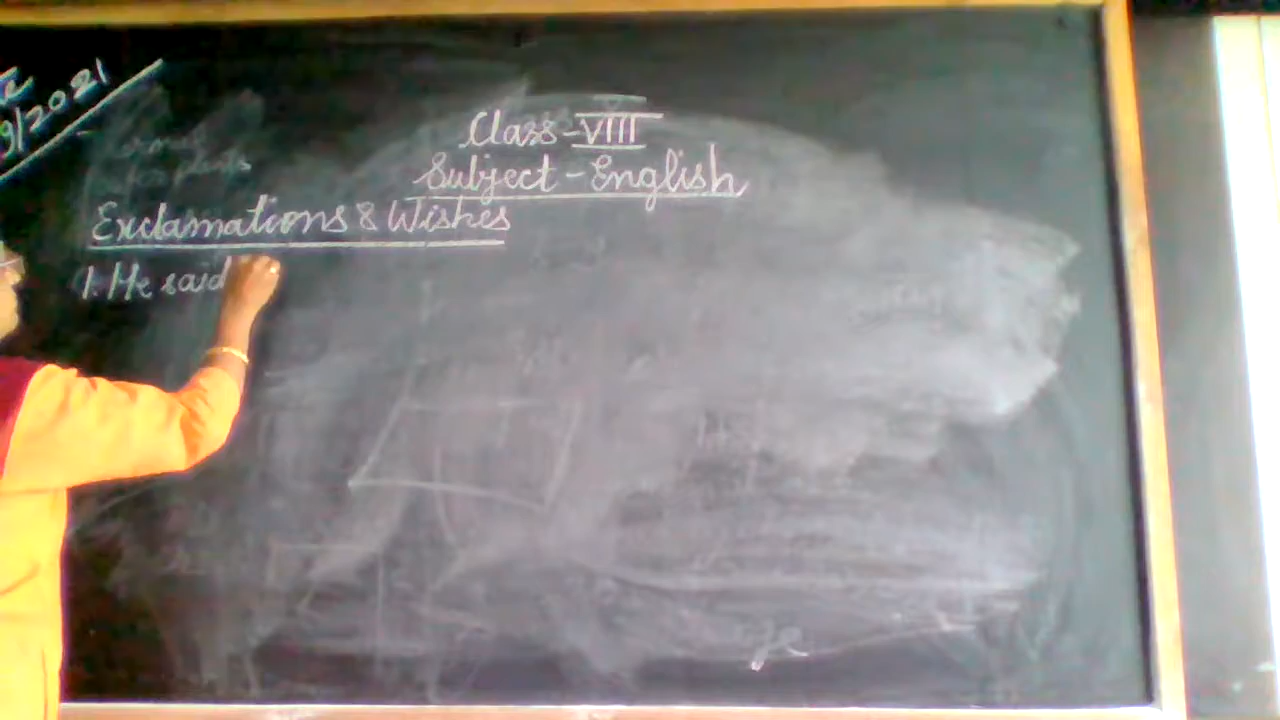 9/2021
Class-VIII
Subject-English
Exclamations & Wishes
1. He said